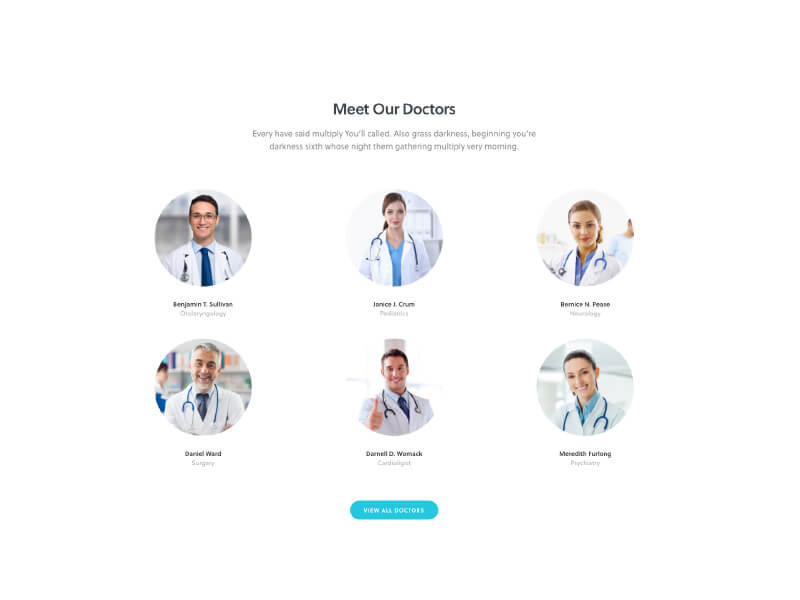 Meet Our Doctors
Every have said multiply You'll called. Also grass darkness, beginning you're
darkness sixth whose night them gathering multiply very morning.
Benjamin T. Sullivan
Otolaryngology
Janice J. Crum
Pediatrics
Bernice N. Pease
Neurology
Daniel Ward
Surgery
Darnell D. Womack
Cardioligist
Meredith Furlong
Psychiatry
VIEW ALL DOCTORS